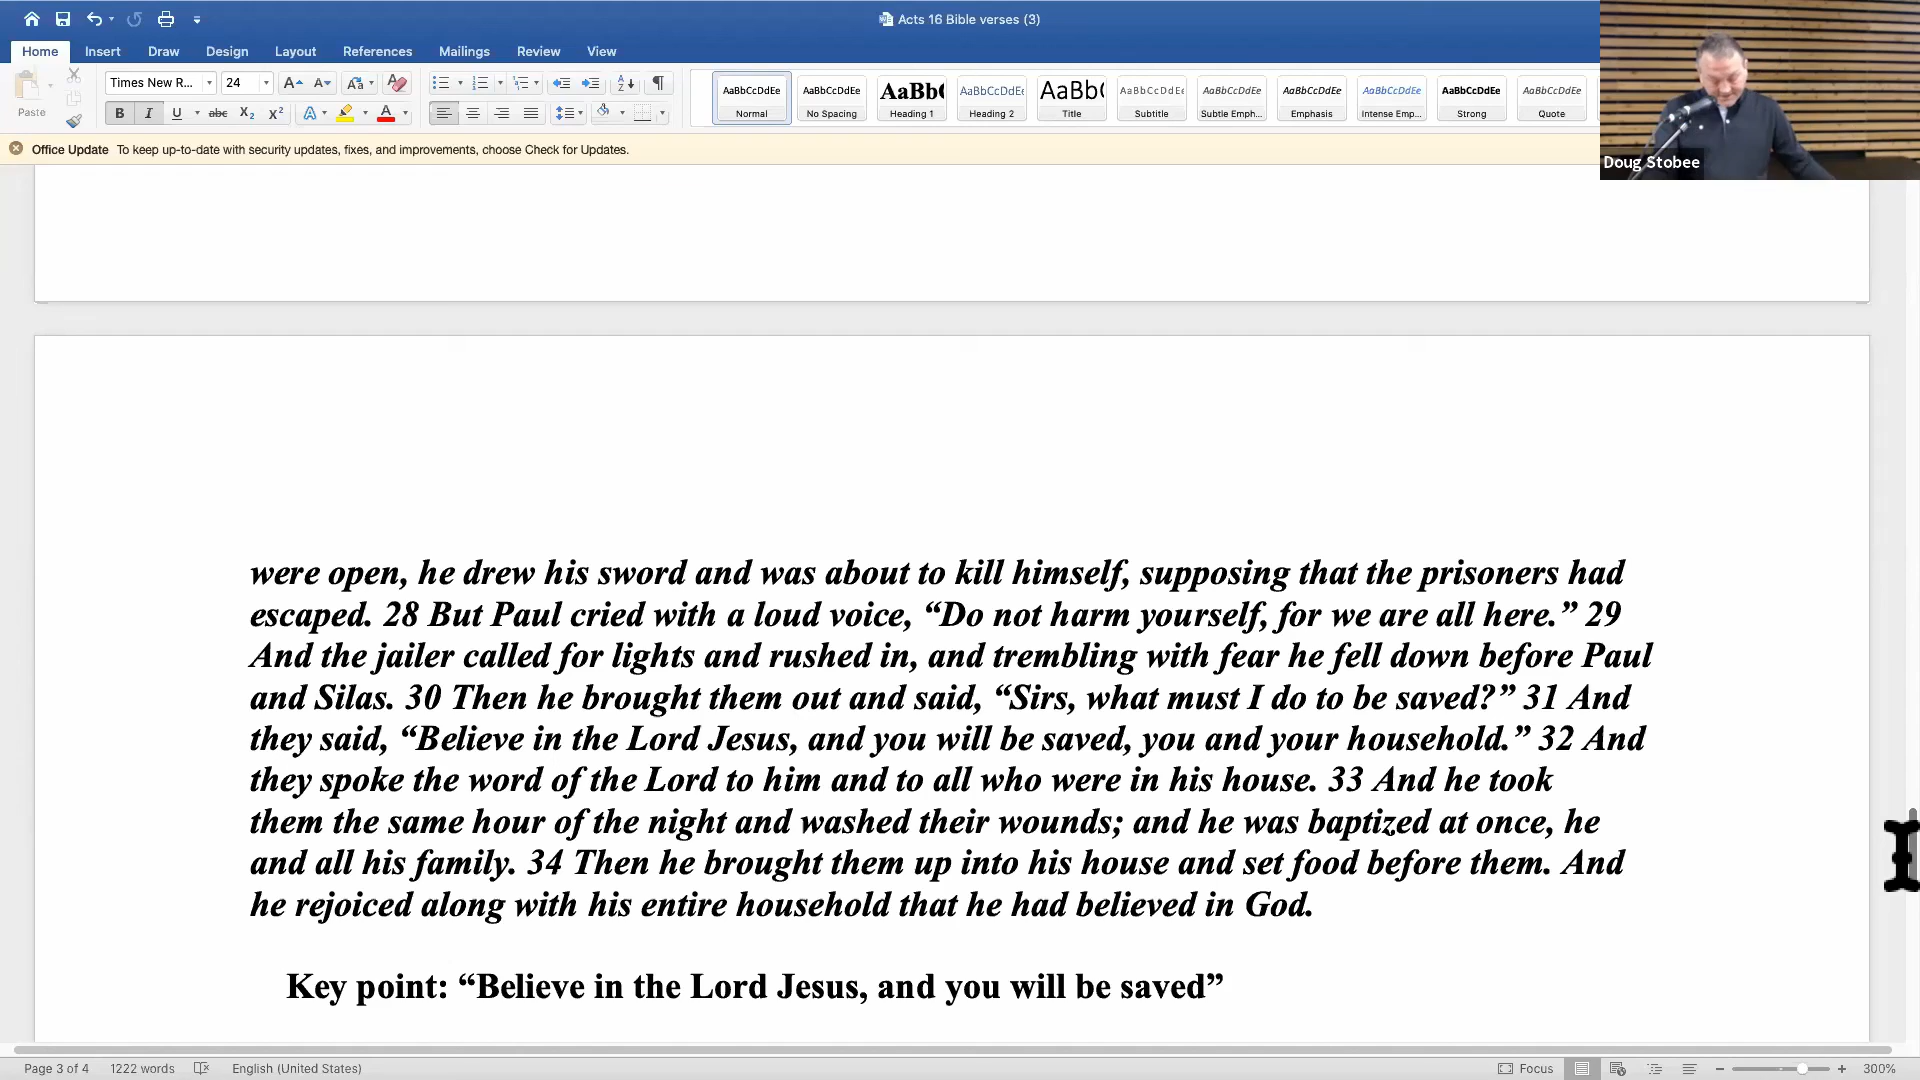 Acts 16 Bible verses (3)
Home Insert Draw Design Layout References Mailings Review View
Paste
Times New R... 24
AaBbCcDdEe AaBbCcDdEe AaBb( AaBbCcDdEe AaBb( AaBbCcDdEe AaBbCcDdEe AaBbCcDdEe AaBbCcDdEe AaBbCcDdEe AaBbCcDdEe
Normal No Spacing Heading 1 Heading 2 Title Subtitle Subtle Emph... Emphasis Intense Emp... Strong Quote
Doug Stobee
Office Update To keep up-to-date with security updates, fixes, and improvements, choose Check for Updates.
were open, he drew his sword and was about to kill himself, supposing that the prisoners had
escaped. 28 But Paul cried with a loud voice, “Do not harm yourself, for we are all here.” 29
And the jailer called for lights and rushed in, and trembling with fear he fell down before Paul
and Silas. 30 Then he brought them out and said, “Sirs, what must I do to be saved?” 31 And
they said, “Believe in the Lord Jesus, and you will be saved, you and your household.” 32 And
they spoke the word of the Lord to him and to all who were in his house. 33 And he took
them the same hour of the night and washed their wounds; and he was baptized at once, he
and all his family. 34 Then he brought them up into his house and set food before them. And
he rejoiced along with his entire household that he had believed in God.
Key point: “Believe in the Lord Jesus, and you will be saved”
Page 3 of 4 1222 words English (United States) Focus 300%